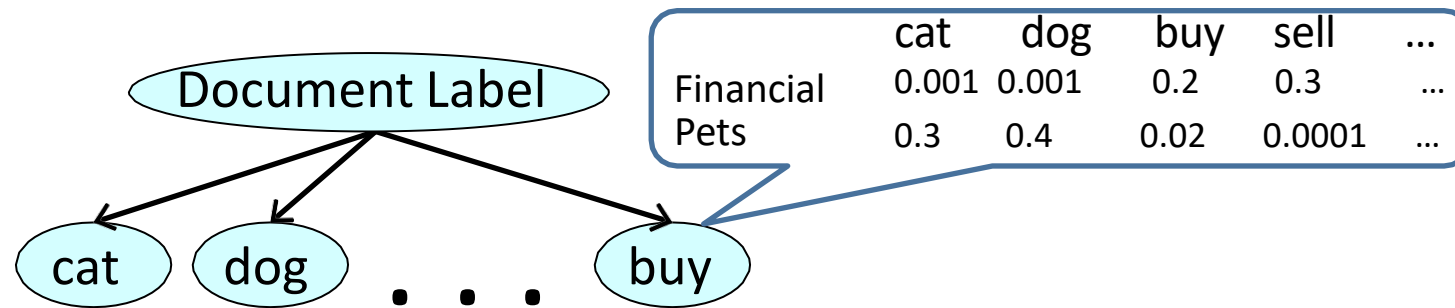 Document Label
cat dog buy sell ...
Financial 0.001 0.001 0.2 0.3 ...
Pets 0.3 0.4 0.02 0.0001 ...
cat dog . . . buy